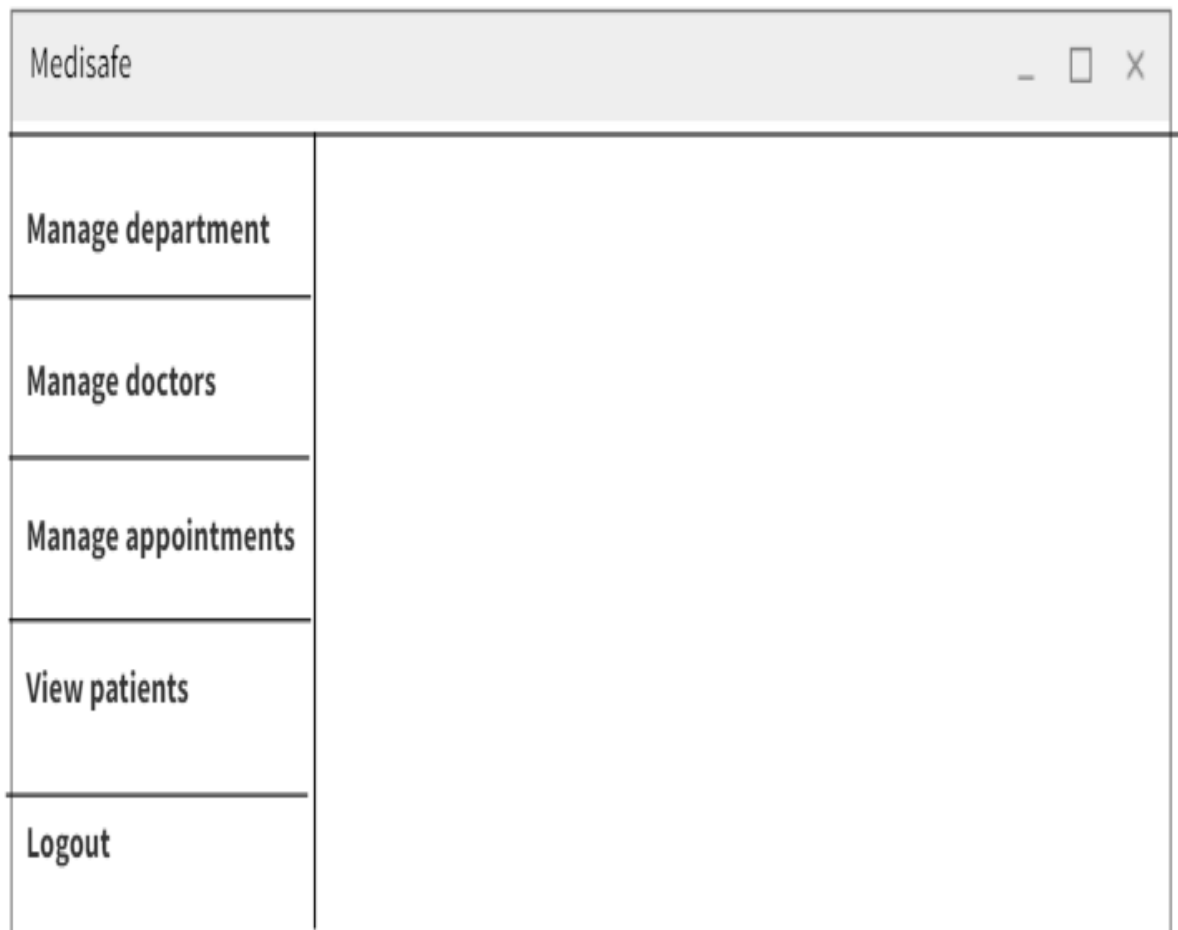 Medisafe
Manage department
Manage doctors
Manage appointments
View patients
Logout